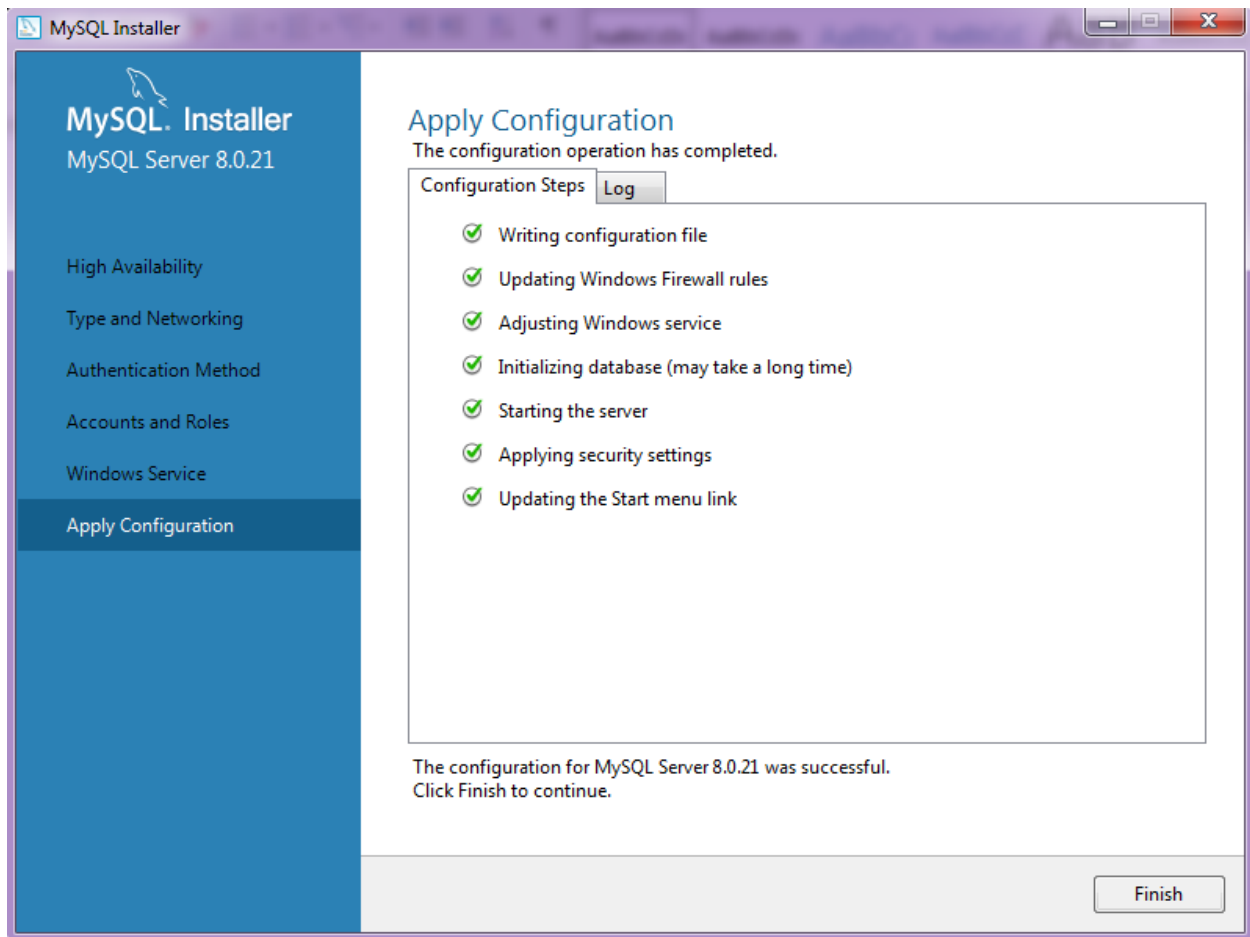 MySQL Installer
MySQL. Installer
MySQL Server 8.0.21
High Availability
Type and Networking
Authentication Method
Accounts and Roles
Windows Service
Apply Configuration
Apply Configuration
The configuration operation has completed.
Configuration Steps Log
Writing configuration file
Updating Windows Firewall rules
Adjusting Windows service
Initializing database (may take a long time)
Starting the server
Applying security settings
Updating the Start menu link
The configuration for MySQL Server 8.0.21 was successful.
Click Finish to continue.
Finish